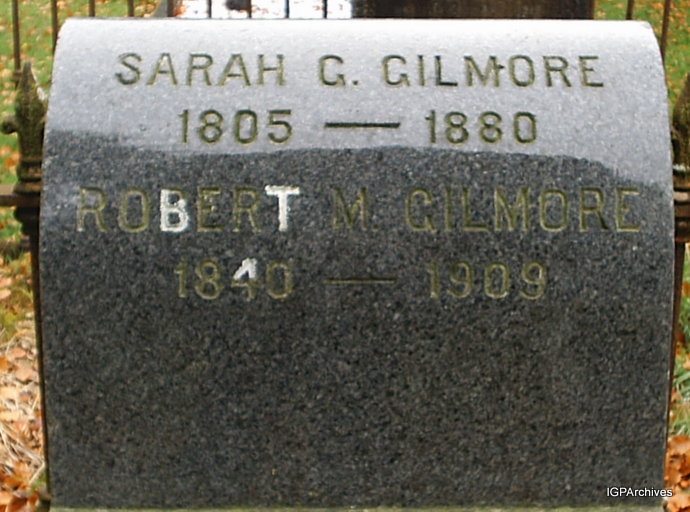 SARAH G. GILMORE
1805 — 1880
ROBERT M. GILMORE
1840 — 1909
IGPArchives